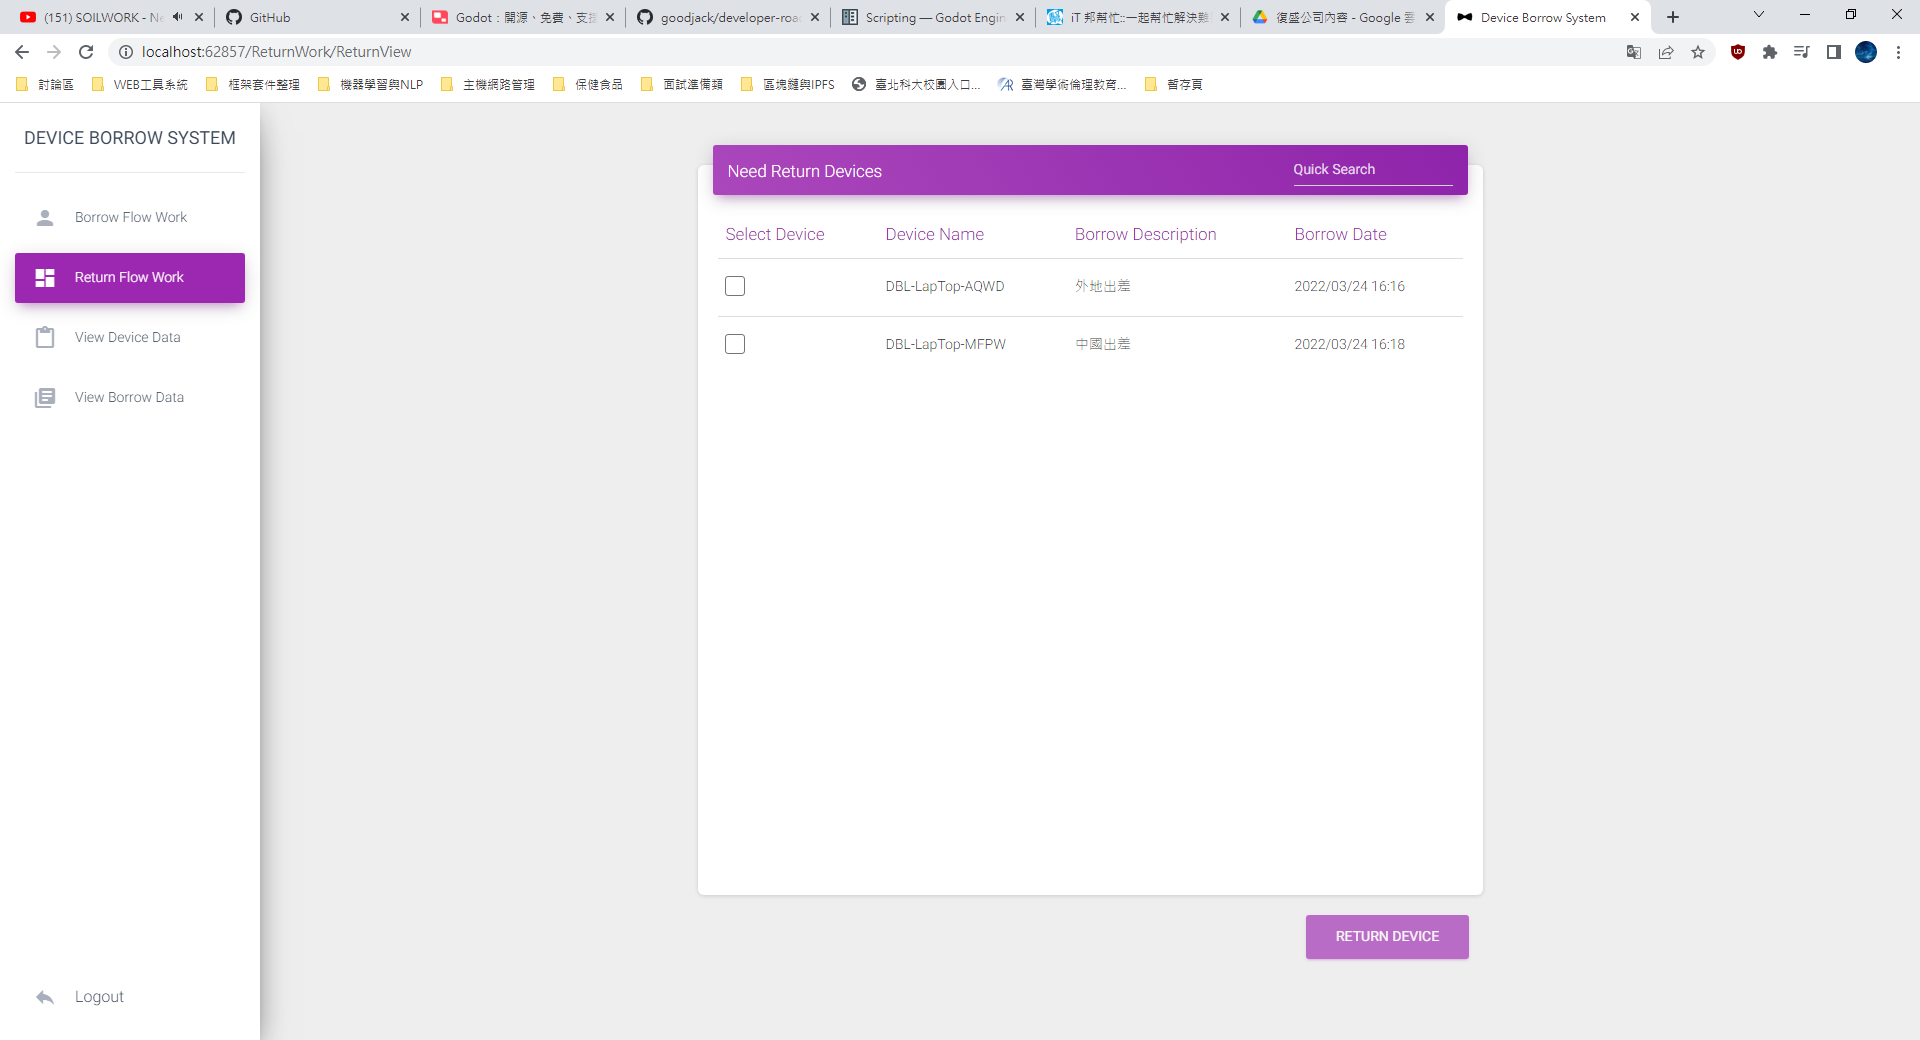 (151) SOILWORK - Ne
GitHub
Godot：開源、免費、支援
goodjack/developer-road
Scripting — Godot Engin
iT 邦幫忙::一起幫忙解決難題
復盛公司內容 - Google 雲
Device Borrow System
localhost:62857/ReturnWork/ReturnView
討論區
WEB工具系統
框架套件整理
機器學習與NLP
主機網路管理
保健食品
面試準備類
區塊鏈與IPFS
臺北科大校園入口...
臺灣學術倫理教育...
暫存頁
DEVICE BORROW SYSTEM
Borrow Flow Work
Return Flow Work
View Device Data
View Borrow Data
Logout
Need Return Devices
Quick Search
Select Device Device Name Borrow Description Borrow Date
DBL-LapTop-AQWD 外地出差 2022/03/24 16:16
DBL-LapTop-MFPW 中國出差 2022/03/24 16:18
RETURN DEVICE